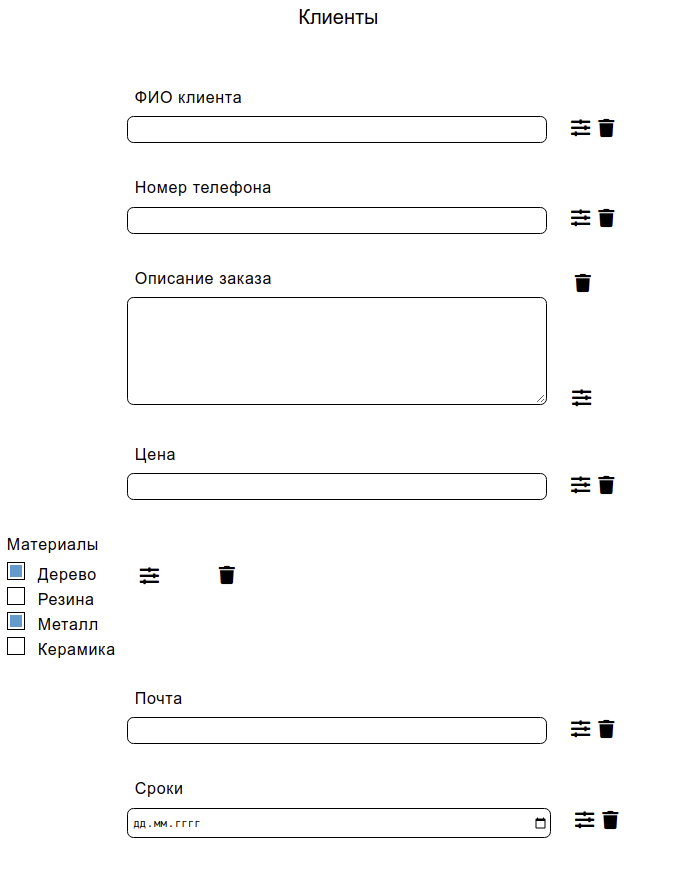 Клиенты
ФИО клиента
Номер телефона
Описание заказа
Цена
Материалы
Дерево
Резина
Металл
Керамика
Почта
Сроки
дд.мм.гггг